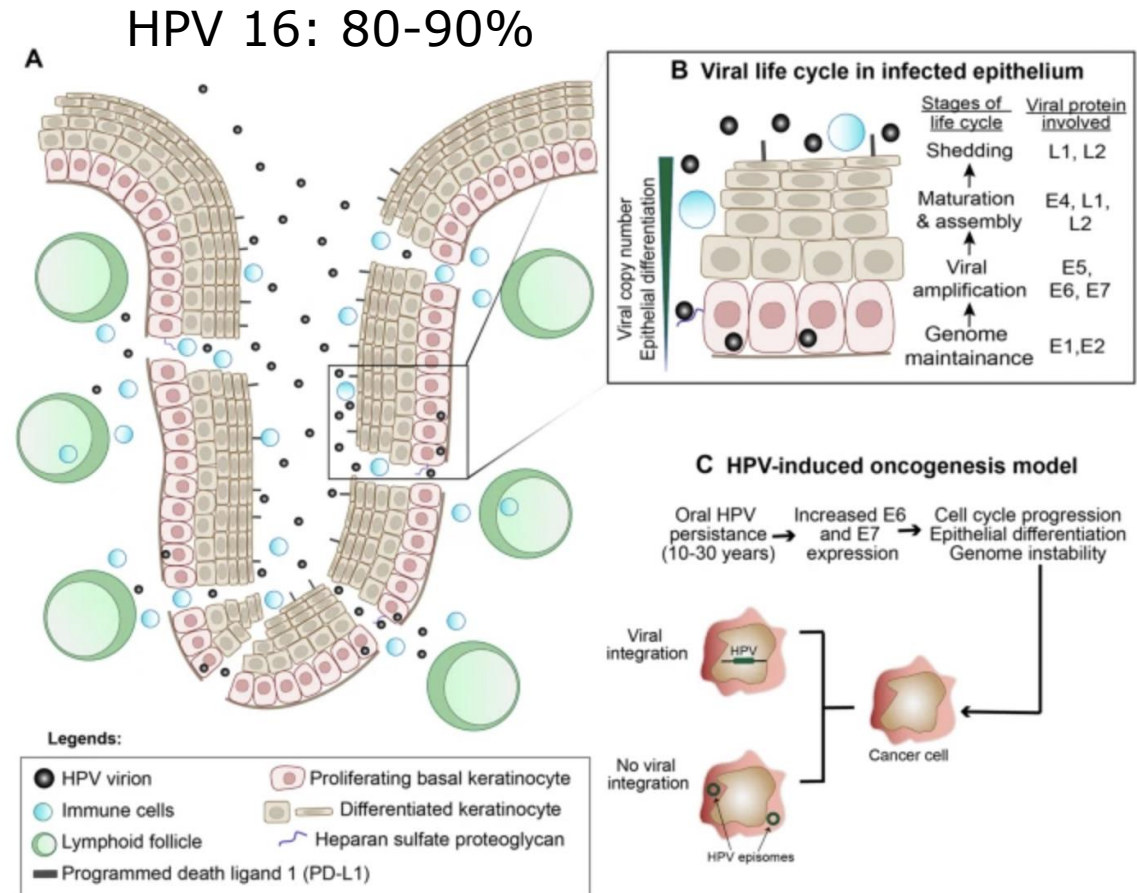 HPV 16: 80-90%
A
B Viral life cycle in infected epithelium
Stages of
life cycle
Viral protein
involved
Shedding
L1, L2
Maturation
& assembly
E4, L1,
L2
Viral
amplification
E5,
E6, E7
Genome
maintainance
E1,E2
Viral copy number
Epithelial differentiation
C HPV-induced oncogenesis model
Oral HPV
persistance
(10-30 years)
Increased E6
and E7
expression
Cell cycle progression
Epithelial differentiation
Genome instability
Viral
integration
HPV
No viral
integration
HPV episomes
Cancer cell
Legends:
HPV virion
Immune cells
Lymphoid follicle
Programmed death ligand 1 (PD-L1)
Proliferating basal keratinocyte
Differentiated keratinocyte
Heparan sulfate proteoglycan